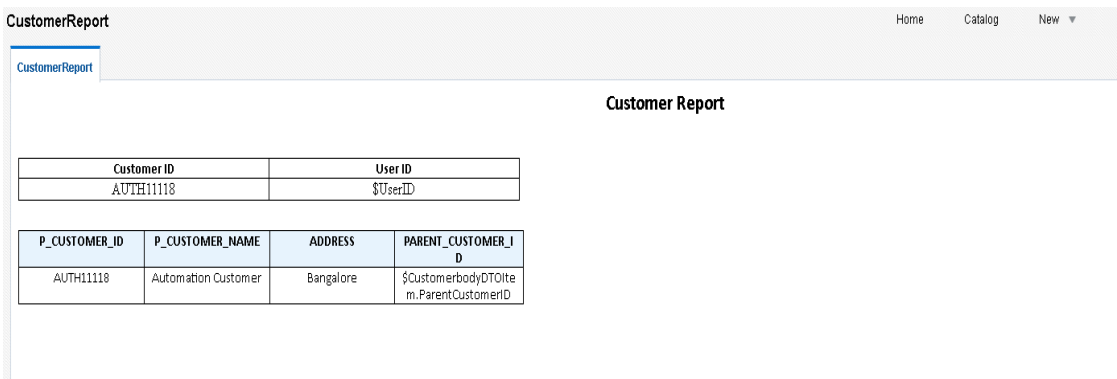 CustomerReport
Home Catalog New
CustomerReport
Customer Report
Customer ID User ID
AUTH11118 $UserID
P_CUSTOMER_ID P_CUSTOMER_NAME ADDRESS PARENT_CUSTOMER_I
D
AUTH11118 Automation Customer Bangalore $CustomerbodyDTOIte
m.ParentCustomerID